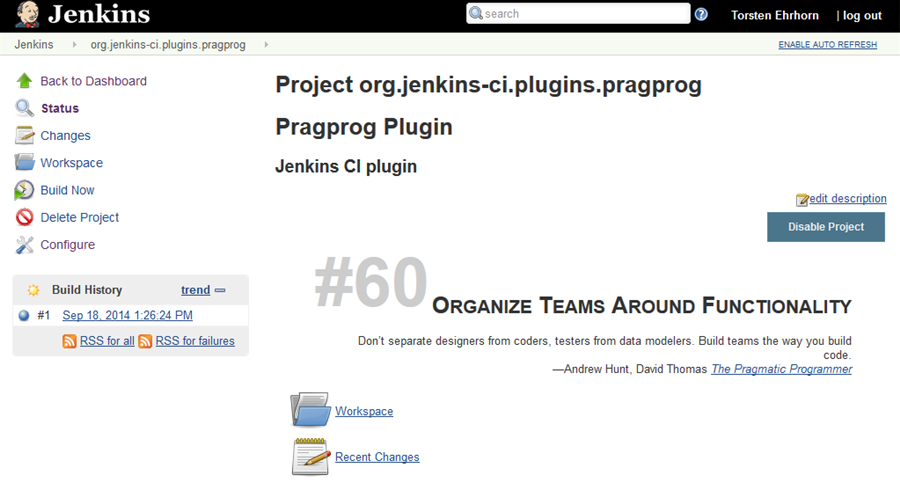 Jenkins
search
Torsten Ehrhorn
| log out
Jenkins
org.jenkins-ci.plugins.pragprog
ENABLE AUTO REFRESH
Back to Dashboard
Status
Changes
Workspace
Build Now
Delete Project
Configure
Build History
trend
#1
Sep 18, 2014 1:26:24 PM
RSS for all
RSS for failures
Project org.jenkins-ci.plugins.pragprog
Pragprog Plugin
Jenkins CI plugin
edit description
Disable Project
#60
Organize Teams Around Functionality
Don't separate designers from coders, testers from data modelers. Build teams the way you build
code.
—Andrew Hunt, David Thomas The Pragmatic Programmer
Workspace
Recent Changes